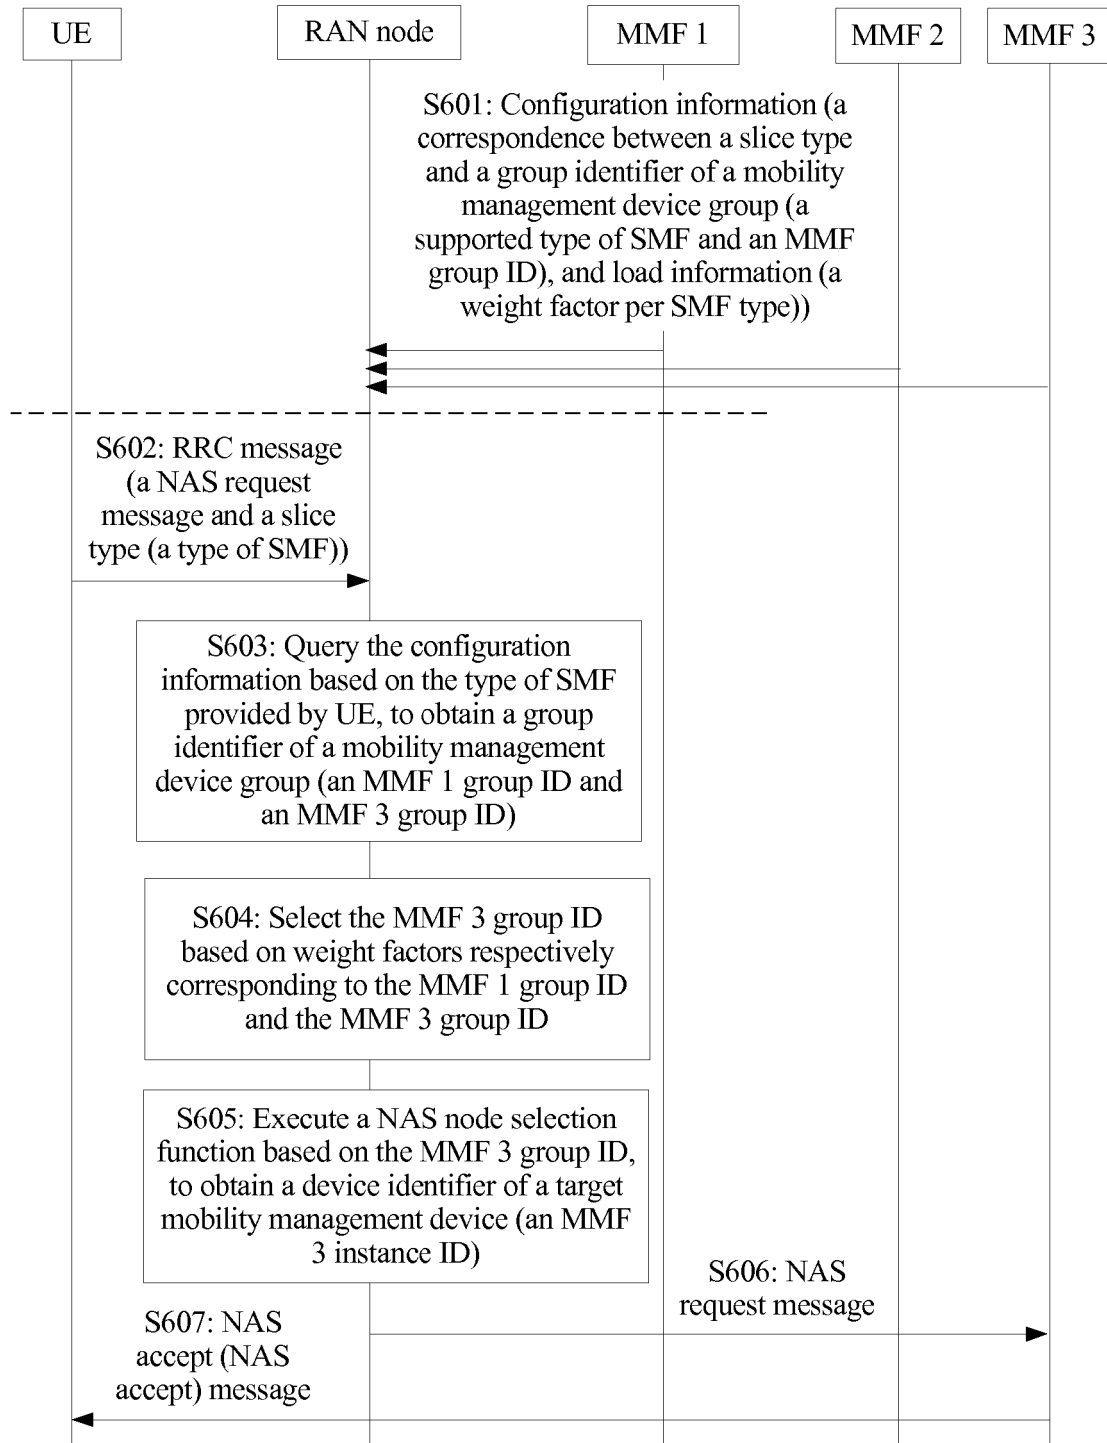 UE
RAN node
MMF 1
MMF 2
MMF 3
S601: Configuration information (a
correspondence between a slice type
and a group identifier of a mobility
management device group (a
supported type of SMF and an MMF
group ID), and load information (a
weight factor per SMF type))
S602: RRC message
(a NAS request
message and a slice
type (a type of SMF))
S603: Query the configuration
information based on the type of SMF
provided by UE, to obtain a group
identifier of a mobility management
device group (an MMF 1 group ID and
an MMF 3 group ID)
S604: Select the MMF 3 group ID
based on weight factors respectively
corresponding to the MMF 1 group ID
and the MMF 3 group ID
S605: Execute a NAS node selection
function based on the MMF 3 group ID,
to obtain a device identifier of a target
mobility management device (an MMF
3 instance ID)
S606: NAS
request message
S607: NAS
accept (NAS
accept) message